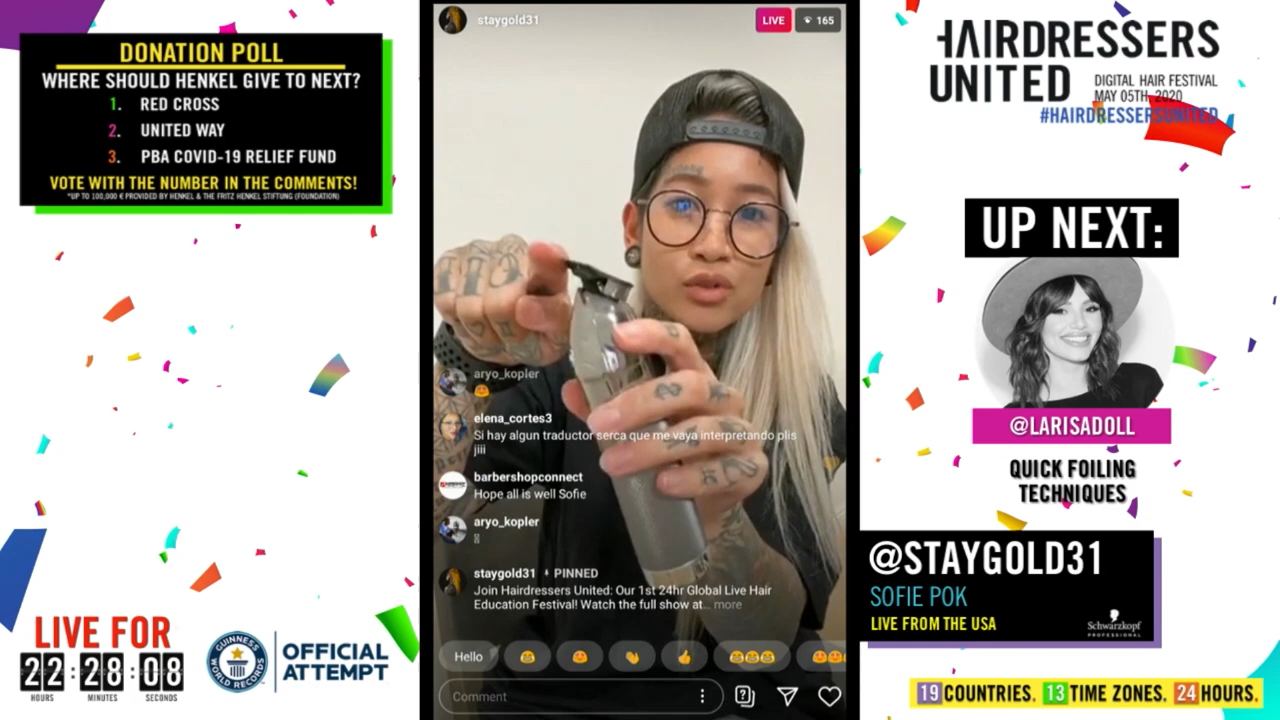 DONATION POLL
WHERE SHOULD HENKEL GIVE TO NEXT?
1. RED CROSS
2. UNITED WAY
3. PBA COVID-19 RELIEF FUND
VOTE WITH THE NUMBER IN THE COMMENTS!
*UP TO 100,000 € PROVIDED BY HENKEL & THE FRITZ HENKEL STIFTUNG (FOUNDATION)
LIVE FOR
22:28:08
HOURS MINUTES SECONDS
GUINNESS
WORLD RECORDS
OFFICIAL
ATTEMPT
staygold31
LIVE 165
aryo_kopler
elena_cortes3
Si hay algun traductor serca que me vaya interpretando plis
jiii
barbershopconnect
Hope all is well Sofie
aryo_kopler
staygold31 PINNED
Join Hairdressers United: Our 1st 24hr Global Live Hair
Education Festival! Watch the full show at... more
Hello
Comment
HAIRDRESSERS
UNITED
DIGITAL HAIR FESTIVAL
MAY 05TH, 2020
#HAIRDRESSERSUNITED
UP NEXT:
@LARISADOLL
QUICK FOILING
TECHNIQUES
@STAYGOLD31
SOFIE POK
LIVE FROM THE USA
Schwarzkopf
PROFESSIONAL
19 COUNTRIES. 13 TIME ZONES. 24 HOURS.